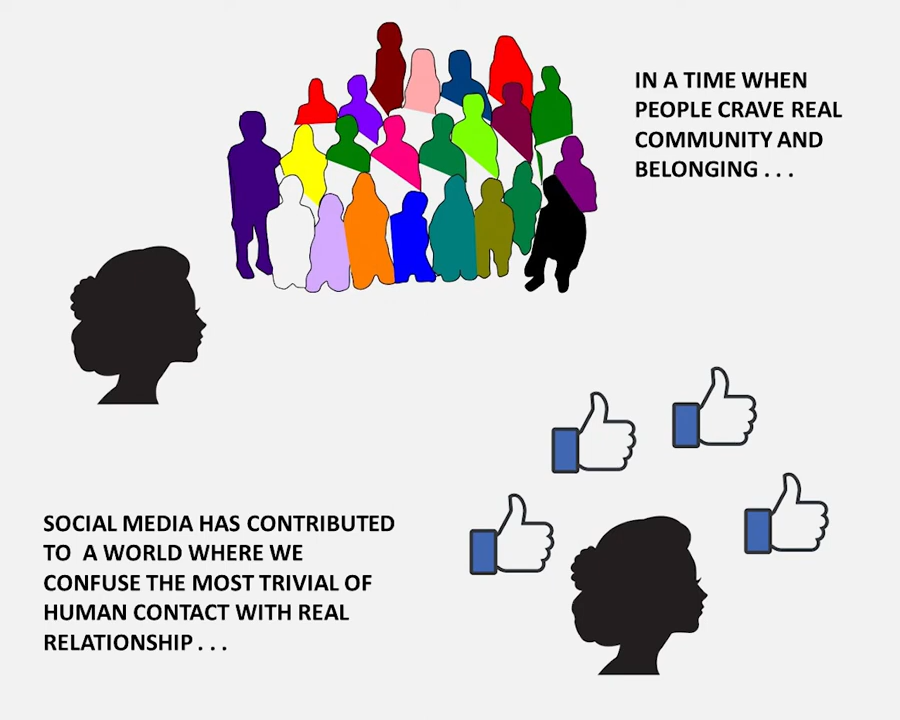 IN A TIME WHEN
PEOPLE CRAVE REAL
COMMUNITY AND
BELONGING . . .
SOCIAL MEDIA HAS CONTRIBUTED
TO A WORLD WHERE WE
CONFUSE THE MOST TRIVIAL OF
HUMAN CONTACT WITH REAL
RELATIONSHIP . . .